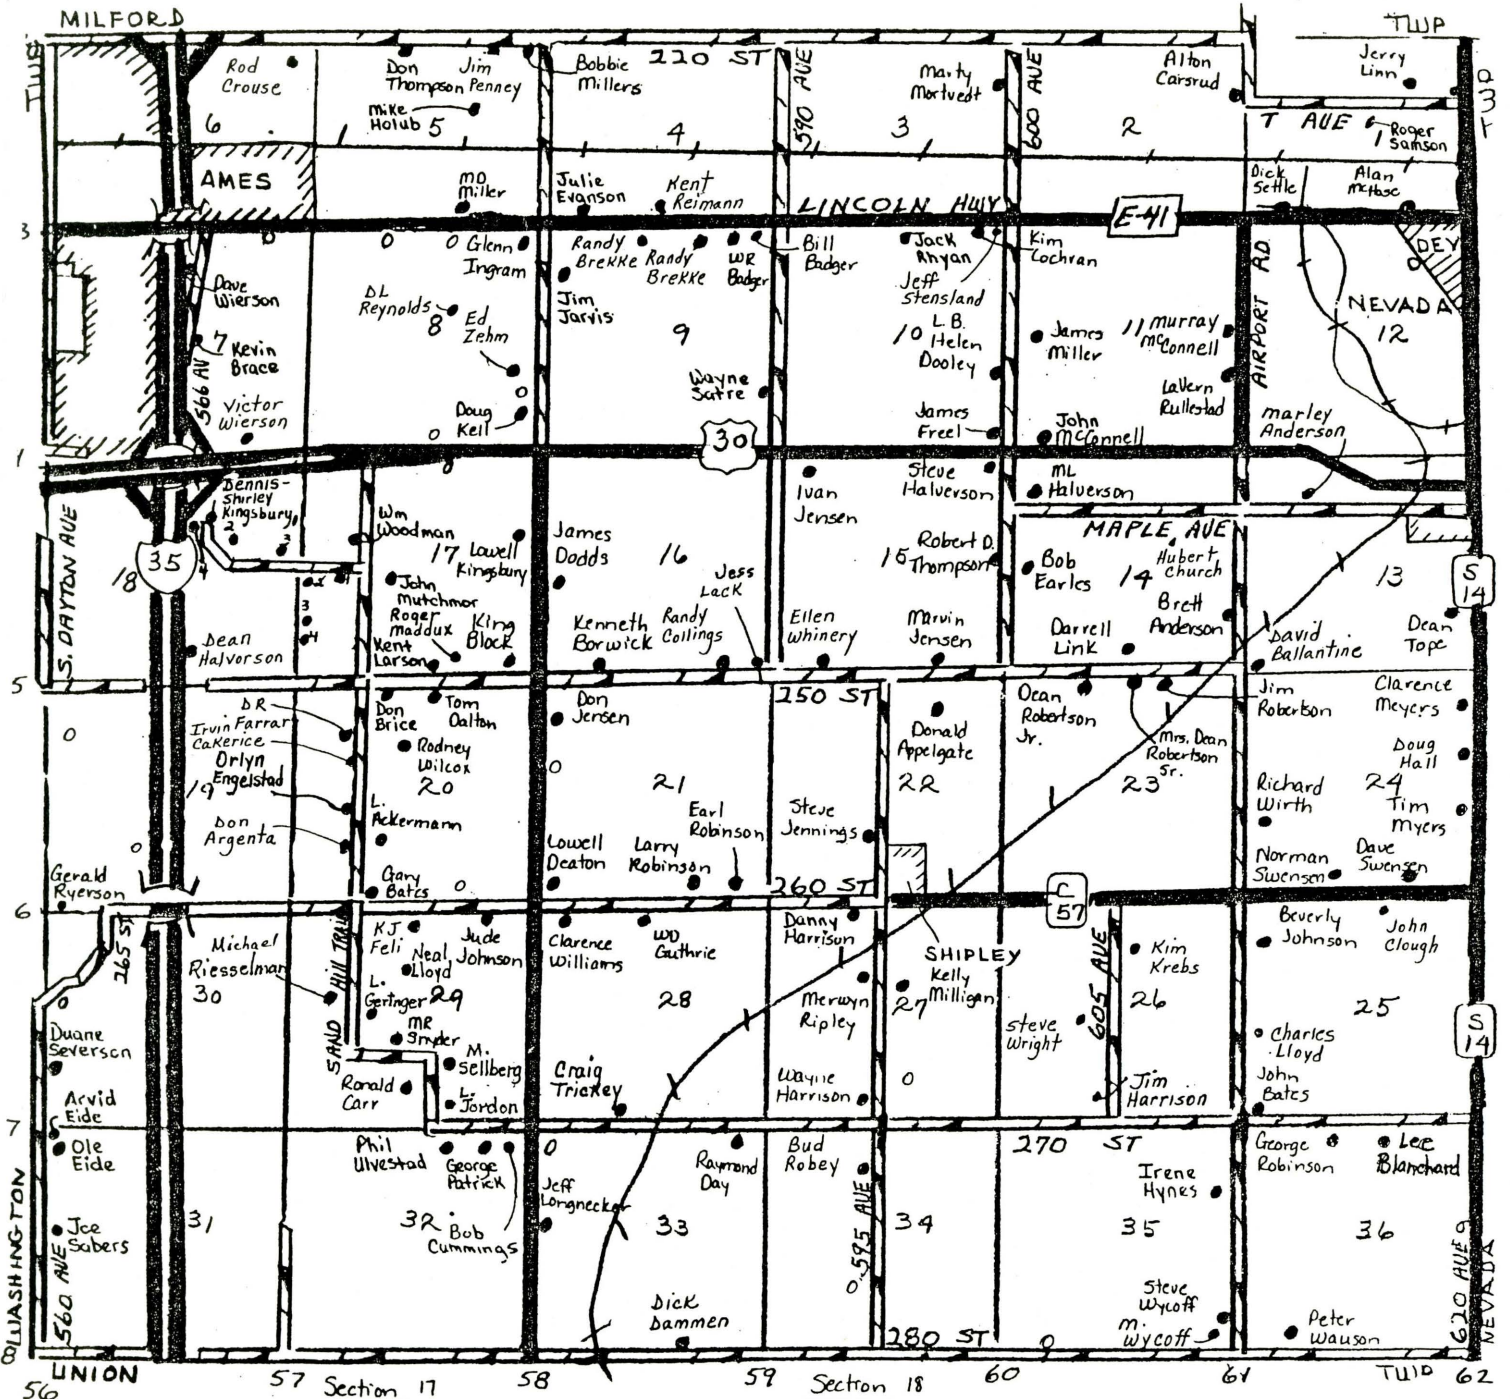 MILFORD
TWP
Rod
Crouse
Don
Thompson
Jim
Penney
Mike
Holub
Bobbie
Millers
220 ST
590 AVE
Marty
Mortvedt
600 AVE
Alton
Carsrud
Jerry
Linn
6
5
4
3
2
T AVE
1
Roger
Samson
AMES
MD
Miller
Julie
Evanson
Kent
Reimann
LINCOLN HWY
E-41
Dick
Settle
Alan
McHose
3
Glenn
Ingram
Randy
Brekke
Randy
Brekke
WR
Badger
Bill
Badger
Jack
Rhyan
Jeff
Stensland
Kim
Cochran
AIRPORT RD.
DEY
Dave
Wierson
DL
Reynolds
8
Ed
Zehm
Jim
Jarvis
9
10
L.B.
Helen
Dooley
James
Miller
11
Murray
McConnell
NEVADA
12
7
Kevin
Brace
566 AV
Victor
Wierson
Doug
Kell
Wayne
Satre
James
Freel
John
McConnell
LaVern
Rullestad
Marley
Anderson
30
1
Dennis-
Shirley
Kingsbury
1
2
3
4
Wm
Woodman
17
Lowell
Kingsbury
James
Dodds
16
Ivan
Jensen
Steve
Halverson
ML
Halverson
MAPLE AVE
S. DAYTON AVE
35
18
2
1
3
4
John
Mutchmor
Roger
Maddux
Kent
Larson
King
Block
Kenneth
Borwick
Randy
Collings
Jess
Lack
Ellen
Whinery
15
Robert D.
Thompson
Marvin
Jensen
Bob
Earles
14
Hubert
Church
Brett
Anderson
Darrell
Link
13
S
14
Dean
Tope
David
Ballantine
Dean
Halvorson
5
250 ST
DR
Farrar
Irvin
Cakerice
Orlyn
Engelstad
19
Don
Argenta
Don
Brice
Tom
Dalton
Rodney
Wilcox
20
L.
Ackermann
Gary
Bates
Don
Jensen
21
Lowell
Deaton
Larry
Robinson
Earl
Robinson
Steve
Jennings
Donald
Appelgate
22
Dean
Robertson
Jr.
Mrs. Dean
Robertson
Sr.
23
Jim
Robertson
Richard
Wirth
24
Clarence
Meyers
Doug
Hall
Tim
Myers
Norman
Swensen
Dave
Swensen
Gerald
Ryerson
6
260 ST
C
57
265 ST
Michael
Riesselman
30
SAND HILL TRAIL
KJ
Feli
Neal
Lloyd
Jude
Johnson
L.
Geringer
29
MR
Snyder
Clarence
Williams
WD
Guthrie
28
Danny
Harrison
SHIPLEY
Kelly
Milligan
27
Merwyn
Ripley
Steve
Wright
605 AVE
Kim
Krebs
26
Beverly
Johnson
John
Clough
25
S
14
Charles
Lloyd
Duane
Severson
Ronald
Carr
M.
Sellberg
L.
Jordon
Craig
Trickey
Wayne
Harrison
Jim
Harrison
John
Bates
Arvid
Eide
7
Ole
Eide
Phil
Ulvestad
George
Patrick
Bob
Cummings
Raymond
Day
Bud
Robey
270 ST
George
Robinson
Lee
Blanchard
Irene
Hynes
WASHINGTON
Joe
Sabers
560 AVE
31
32
Jeff
Longnecker
33
595 AVE
34
35
36
620 AVE
NEVADA
Dick
Dammen
280 ST
Steve
Wycoff
M.
Wycoff
Peter
Wauson
8
UNION
TWP
56
57
Section 17
58
59
Section 18
60
61
62